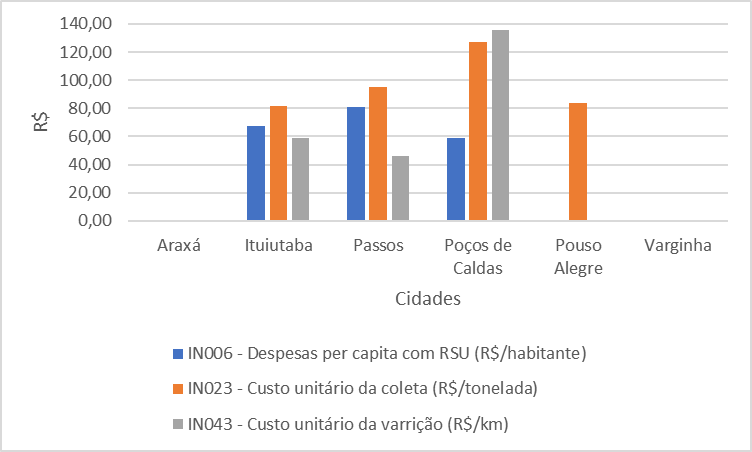 140,00
120,00
100,00
80,00
60,00
40,00
20,00
0,00
R$
Araxá
Ituiutaba
Passos
Poços de
Caldas
Pouso
Alegre
Varginha
Cidades
IN006 - Despesas per capita com RSU (R$/habitante)
IN023 - Custo unitário da coleta (R$/tonelada)
IN043 - Custo unitário da varrição (R$/km)